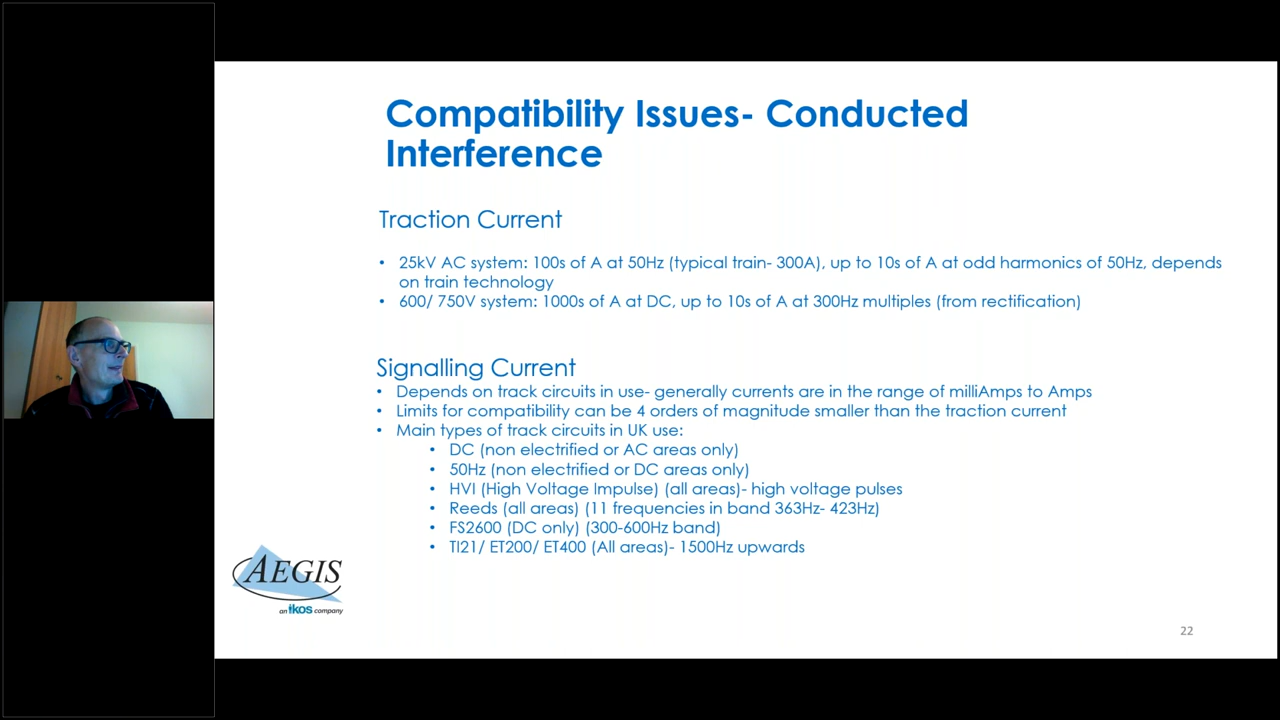 Compatibility Issues- Conducted
Interference
Traction Current
• 25kV AC system: 100s of A at 50Hz (typical train- 300A), up to 10s of A at odd harmonics of 50Hz, depends
on train technology
• 600/ 750V system: 1000s of A at DC, up to 10s of A at 300Hz multiples (from rectification)
Signalling Current
• Depends on track circuits in use- generally currents are in the range of milliAmps to Amps
• Limits for compatibility can be 4 orders of magnitude smaller than the traction current
• Main types of track circuits in UK use:
• DC (non electrified or AC areas only)
• 50Hz (non electrified or DC areas only)
• HVI (High Voltage Impulse) (all areas)- high voltage pulses
• Reeds (all areas) (11 frequencies in band 363Hz- 423Hz)
• FS2600 (DC only) (300-600Hz band)
• TI21/ ET200/ ET400 (All areas)- 1500Hz upwards
AEGIS
an ikos company
22